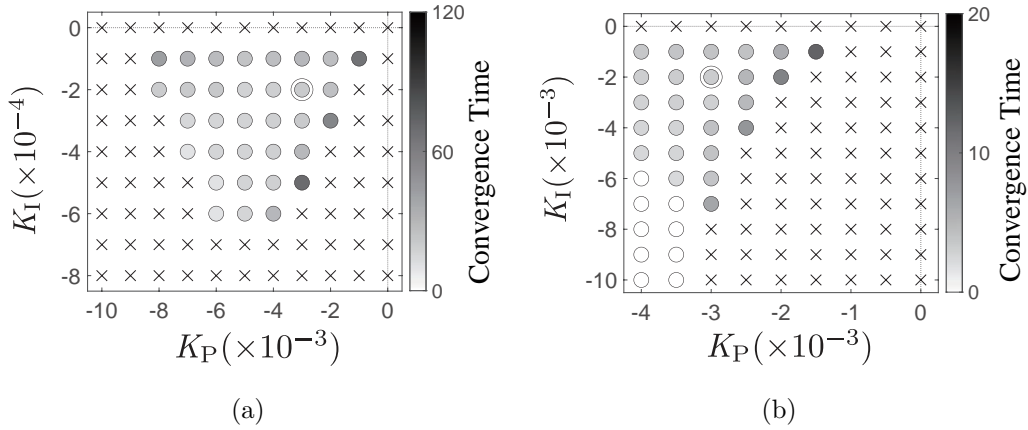 0
-2
-4
-6
-8
K_I(×10^{-4})
-10 -8 -6 -4 -2 0
K_P(×10^{-3})
120
60
0
Convergence Time
(a)
0
-2
-4
-6
-8
-10
K_I(×10^{-3})
-4 -3 -2 -1 0
K_P(×10^{-3})
20
10
0
Convergence Time
(b)